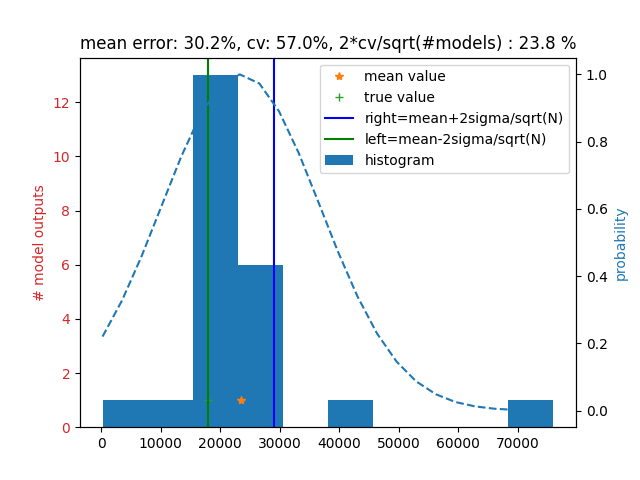 mean error: 30.2%, cv: 57.0%, 2*cv/sqrt(#models) : 23.8 %
mean value
true value
right=mean+2sigma/sqrt(N)
left=mean-2sigma/sqrt(N)
histogram
# model outputs
12
10
8
6
4
2
0
1.0
0.8
0.6
0.4
0.2
0.0
probability
0 10000 20000 30000 40000 50000 60000 70000